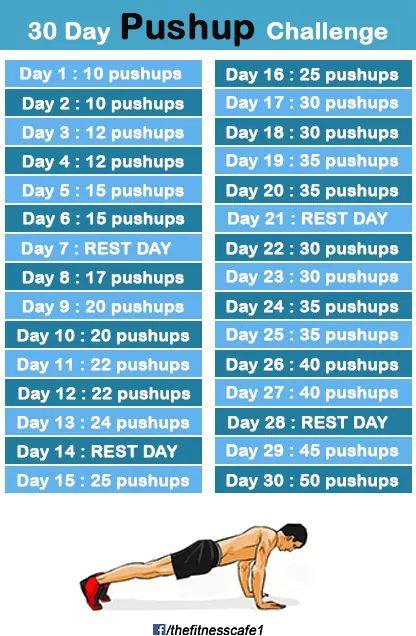 30 Day Pushup Challenge
Day 1 : 10 pushups
Day 2 : 10 pushups
Day 3 : 12 pushups
Day 4 : 12 pushups
Day 5 : 15 pushups
Day 6 : 15 pushups
Day 7 : REST DAY
Day 8 : 17 pushups
Day 9 : 20 pushups
Day 10 : 20 pushups
Day 11 : 22 pushups
Day 12 : 22 pushups
Day 13 : 24 pushups
Day 14 : REST DAY
Day 15 : 25 pushups
Day 16 : 25 pushups
Day 17 : 30 pushups
Day 18 : 30 pushups
Day 19 : 35 pushups
Day 20 : 35 pushups
Day 21 : REST DAY
Day 22 : 30 pushups
Day 23 : 30 pushups
Day 24 : 35 pushups
Day 25 : 35 pushups
Day 26 : 40 pushups
Day 27 : 40 pushups
Day 28 : REST DAY
Day 29 : 45 pushups
Day 30 : 50 pushups
f/thefitnesscafe1